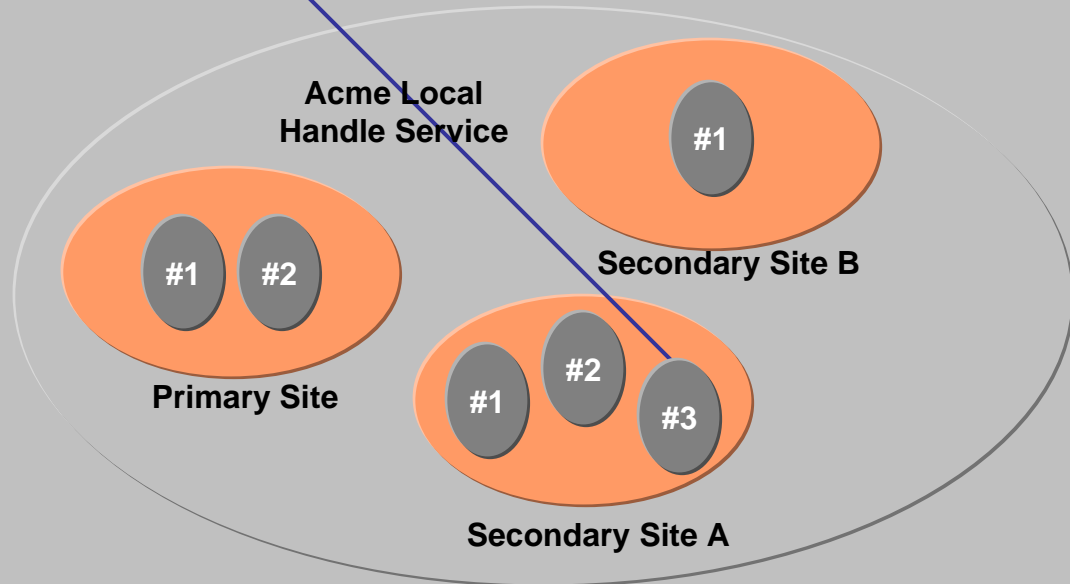 Acme Local
Handle Service
#1
Secondary Site B
#1 #2
Primary Site
#1 #2 #3
Secondary Site A